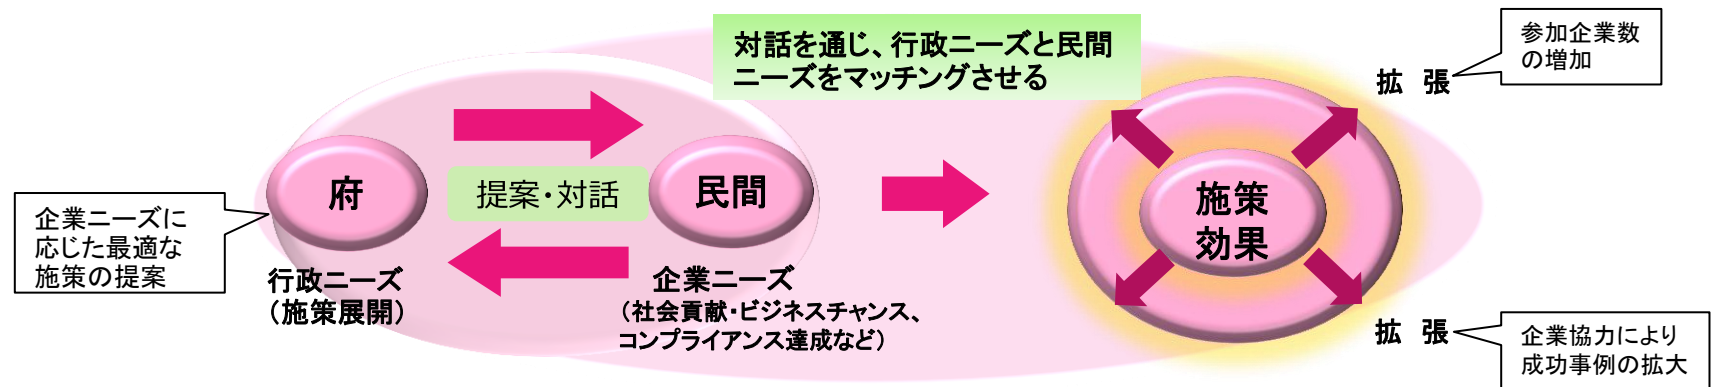 対話を通じ、行政ニーズと民間
ニーズをマッチングさせる
参加企業数
の増加
拡 張
府
提案・対話
民間
施策
効果
企業ニーズに
応じた最適な
施策の提案
行政ニーズ
（施策展開）
企業ニーズ
（社会貢献・ビジネスチャンス、
コンプライアンス達成など）
拡 張
企業協力により
成功事例の拡大